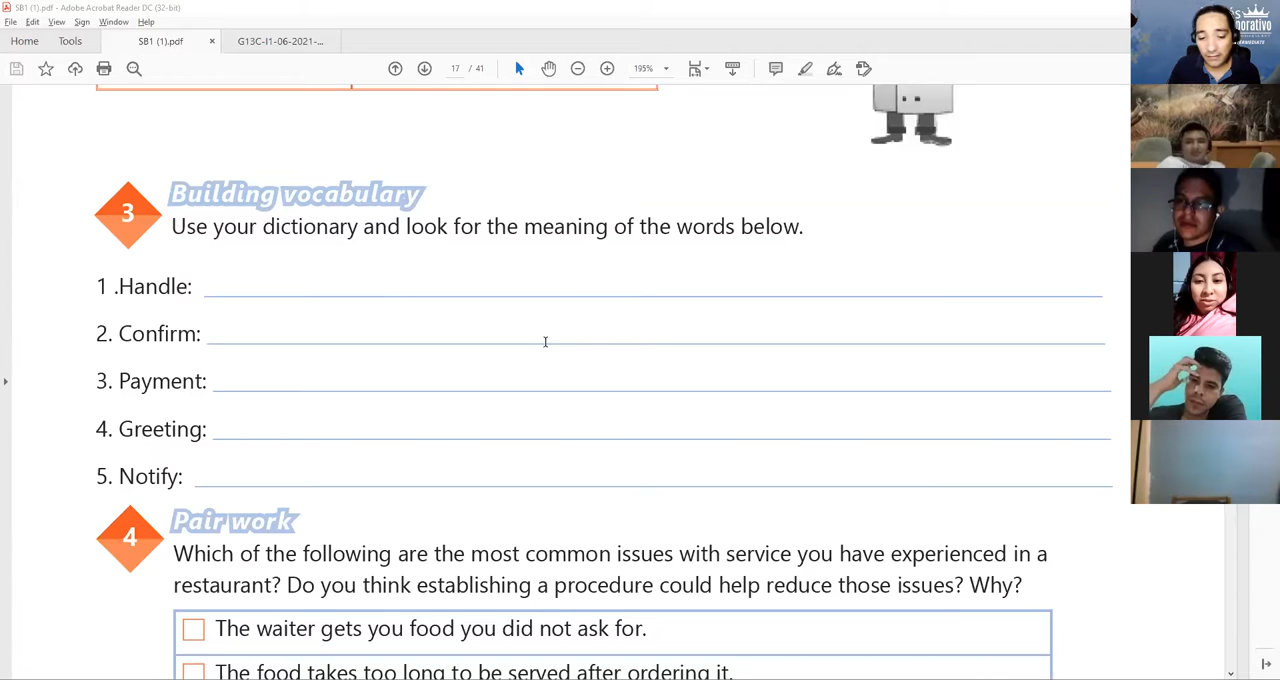 SB1 (1).pdf - Adobe Acrobat Reader DC (32-bit)
File Edit View Sign Window Help
Home Tools SB1 (1).pdf × G13C-I1-06-2021-...
17 / 41 195%
3 Building vocabulary
Use your dictionary and look for the meaning of the words below.
1 .Handle:
2. Confirm:
3. Payment:
4. Greeting:
5. Notify:
4 Pair work
Which of the following are the most common issues with service you have experienced in a
restaurant? Do you think establishing a procedure could help reduce those issues? Why?
The waiter gets you food you did not ask for.
The food takes too long to be served after ordering it.